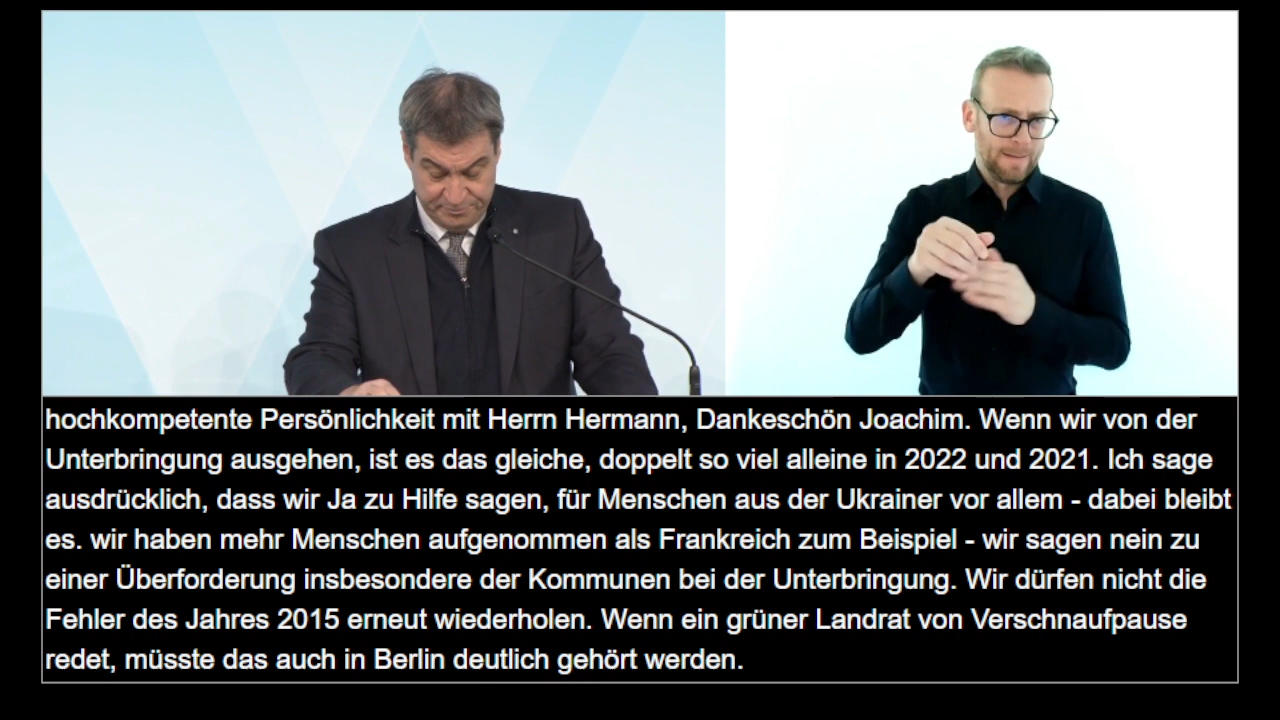 hochkompetente Persönlichkeit mit Herrn Hermann, Dankeschön Joachim. Wenn wir von der
Unterbringung ausgehen, ist es das gleiche, doppelt so viel alleine in 2022 und 2021. Ich sage
ausdrücklich, dass wir Ja zu Hilfe sagen, für Menschen aus der Ukrainer vor allem - dabei bleibt
es. wir haben mehr Menschen aufgenommen als Frankreich zum Beispiel - wir sagen nein zu
einer Überforderung insbesondere der Kommunen bei der Unterbringung. Wir dürfen nicht die
Fehler des Jahres 2015 erneut wiederholen. Wenn ein grüner Landrat von Verschnaufpause
redet, müsste das auch in Berlin deutlich gehört werden.